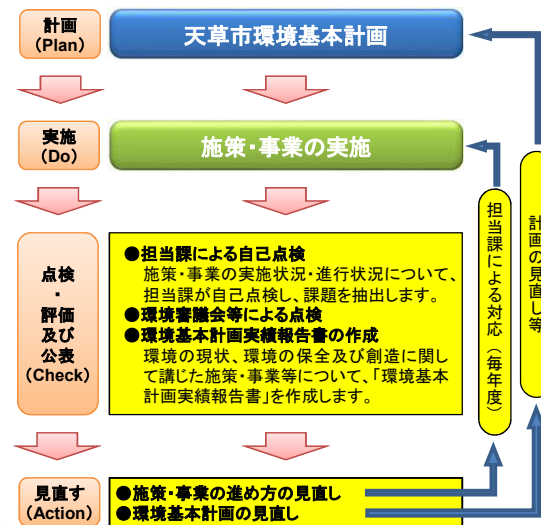 計画
(Plan)
天草市環境基本計画
実施
(Do)
施策・事業の実施
点検
・
評価
及び
公表
(Check)
●担当課による自己点検
施策・事業の実施状況・進行状況について、
担当課が自己点検し、課題を抽出します。
●環境審議会等による点検
●環境基本計画実績報告書の作成
環境の現状、環境の保全及び創造に関し
て講じた施策・事業等について、「環境基本
計画実績報告書」を作成します。
担当課による対応（毎年度）
計画の見直し等
見直す
(Action)
●施策・事業の進め方の見直し
●環境基本計画の見直し